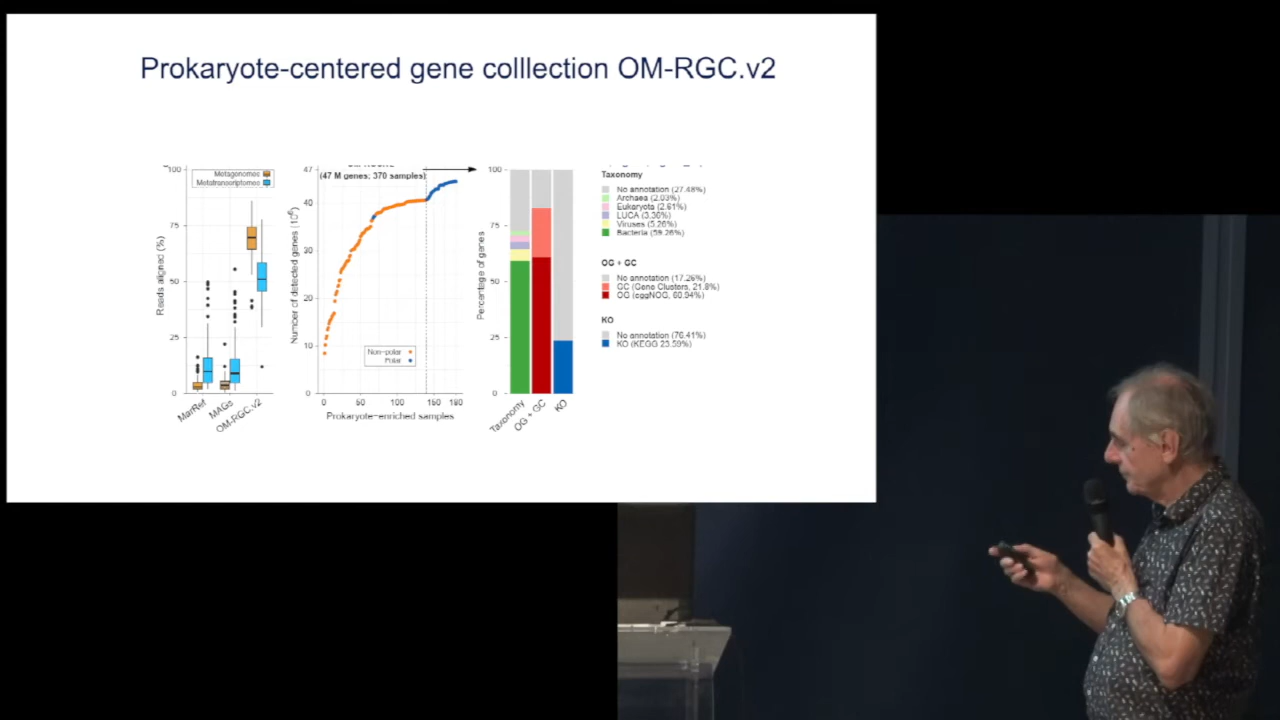 Prokaryote-centered gene colllection OM-RGC.v2
100
75
50
25
0
Reads aligned (%)
Metagenomes
Metatranscriptomes
MarRef
MAGs
OM-RGC.v2
(47 M genes; 370 samples)
47
40
30
20
10
0
Number of detected genes (10⁶)
Non-polar
Polar
0
50
100
150
180
Prokaryote-enriched samples
100
75
50
25
0
Percentage of genes
Taxonomy
OG + GC
KO
Taxonomy
No annotation (27.48%)
Archaea (2.03%)
Eukaryota (2.61%)
LUCA (3.36%)
Viruses (5.26%)
Bacteria (59.26%)
OG + GC
No annotation (17.26%)
GC (Gene Clusters, 21.8%)
OG (eggNOG, 60.94%)
KO
No annotation (76.41%)
KO (KEGG 23.59%)